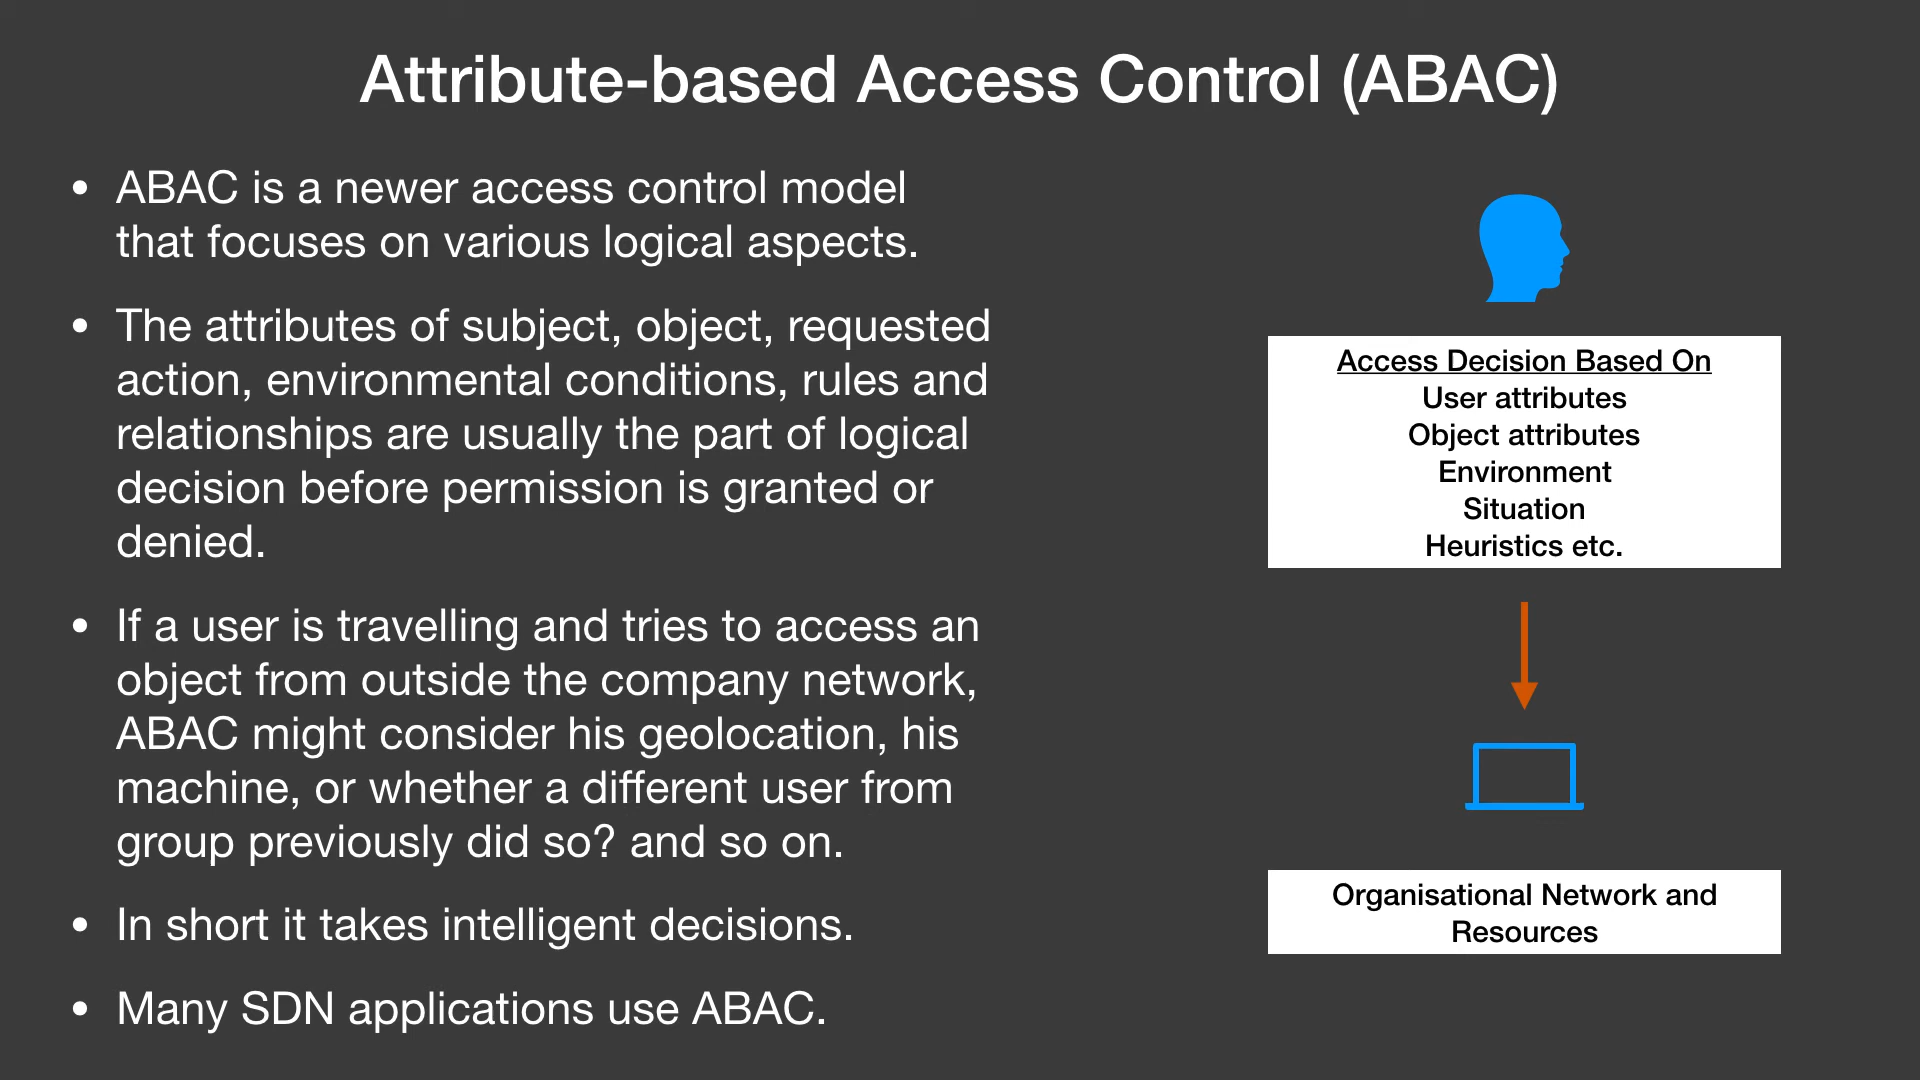 Attribute-based Access Control (ABAC)
• ABAC is a newer access control model
that focuses on various logical aspects.
• The attributes of subject, object, requested
action, environmental conditions, rules and
relationships are usually the part of logical
decision before permission is granted or
denied.
• If a user is travelling and tries to access an
object from outside the company network,
ABAC might consider his geolocation, his
machine, or whether a different user from
group previously did so? and so on.
• In short it takes intelligent decisions.
• Many SDN applications use ABAC.
Access Decision Based On
User attributes
Object attributes
Environment
Situation
Heuristics etc.
Organisational Network and
Resources